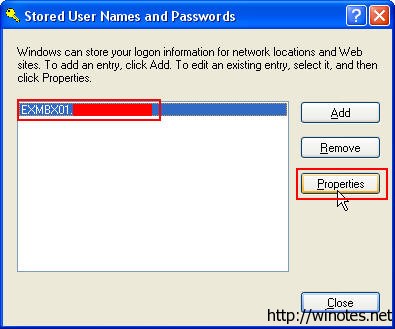 Stored User Names and Passwords
Windows can store your logon information for network locations and Web
sites. To add an entry, click Add. To edit an existing entry, select it, and then
click Properties.
EXMBX01.
Add
Remove
Properties
Close
http://winotes.net